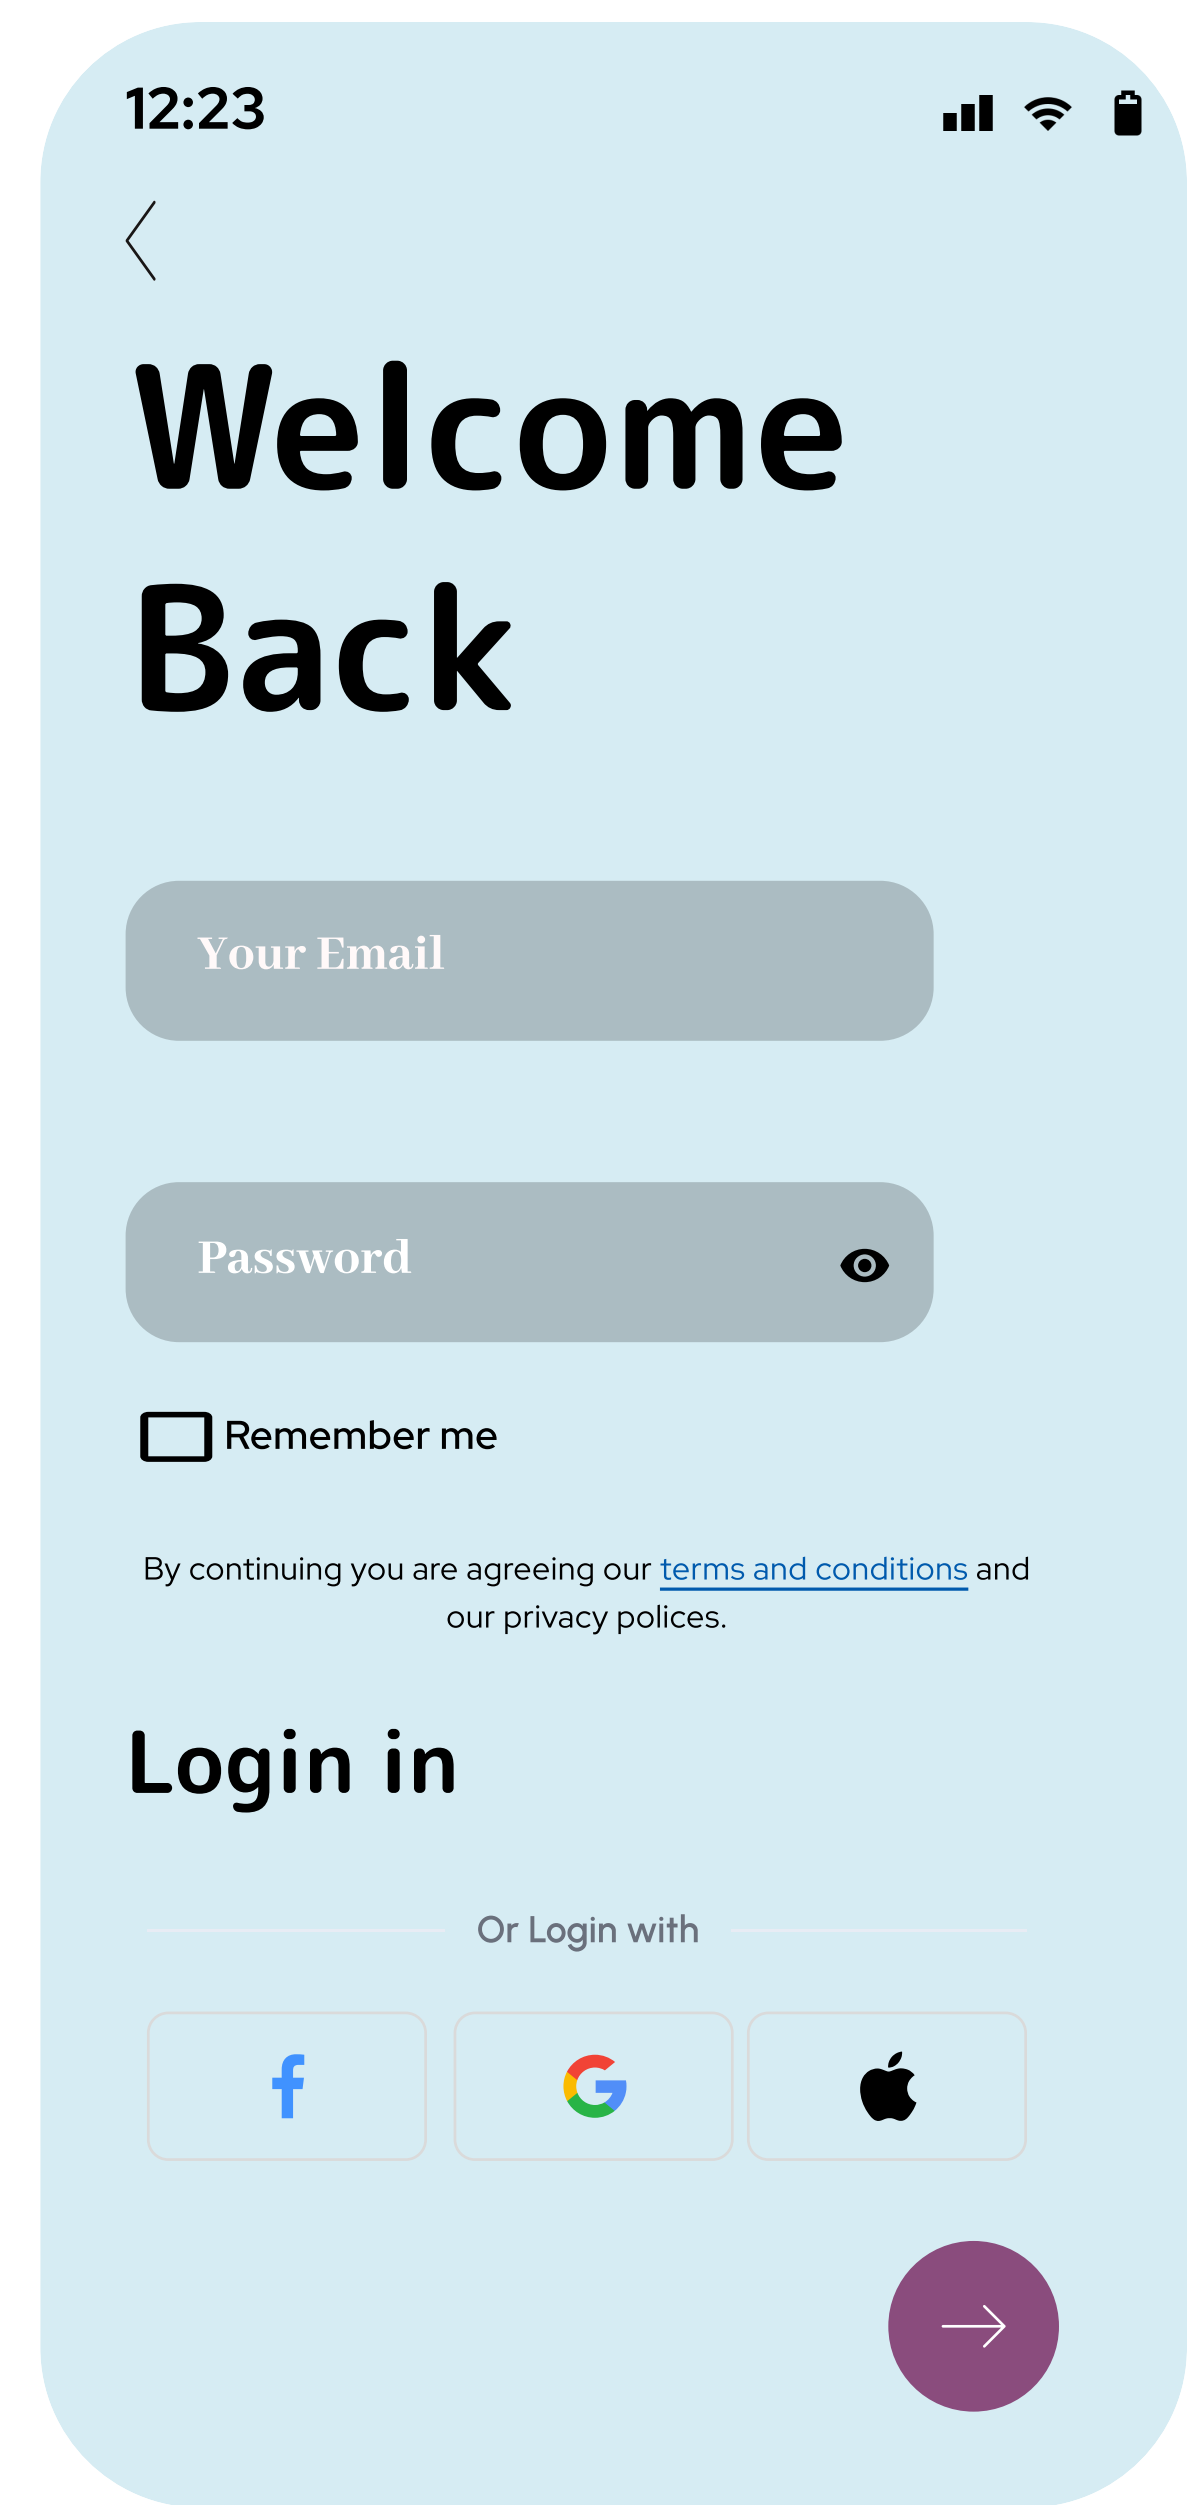 12:23
Welcome
Back
Your Email
Password
Remember me
By continuing you are agreeing our terms and conditions and
our privacy polices.
Login in
Or Login with